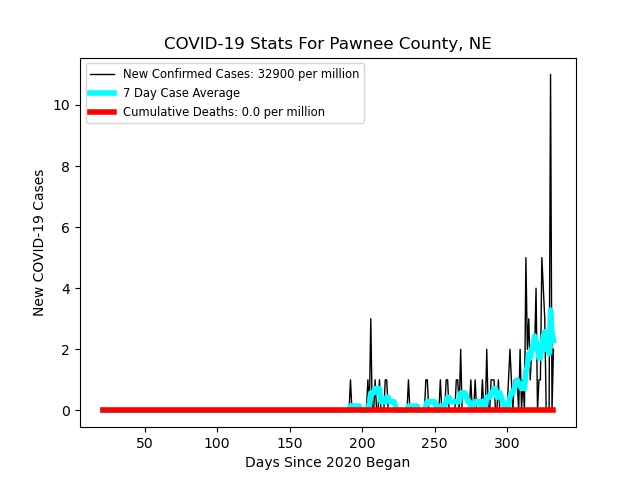 COVID-19 Stats For Pawnee County, NE
New Confirmed Cases: 32900 per million
7 Day Case Average
Cumulative Deaths: 0.0 per million
New COVID-19 Cases
10
8
6
4
2
0
50 100 150 200 250 300
Days Since 2020 Began